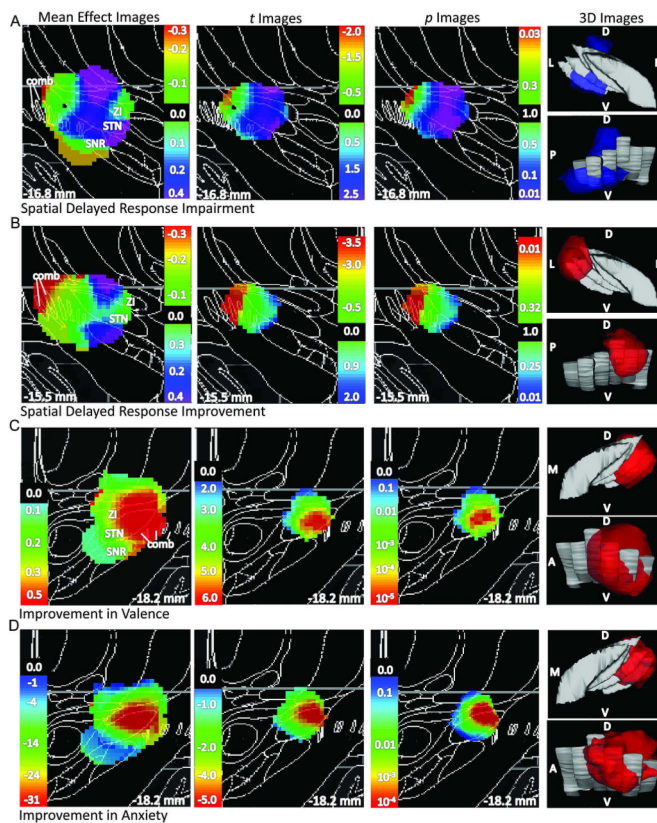 Mean Effect Images t Images p Images 3D Images
A
comb
ZI
STN
SNR
-16.8 mm
-0.3
-0.1
0.0
0.1
0.2
0.4
-16.8 mm
-2.0
-1.5
-0.5
0.0
0.5
1.5
2.5
-16.8 mm
0.03
0.1
0.3
1.0
0.5
0.1
0.01
D
L
V
D
P
V
Spatial Delayed Response Impairment
B
comb
ZI
STN
-15.5 mm
-0.3
-0.2
-0.1
0.0
0.3
0.3
0.4
-15.5 mm
-3.5
-3.0
-0.5
0.0
0.9
2.0
-15.5 mm
0.01
0.32
1.0
0.25
0.01
D
L
V
D
P
V
Spatial Delayed Response Improvement
C
0.0
0.1
0.2
0.3
0.5
ZI
STN
SNR
comb
-18.2 mm
0.0
2.0
3.0
4.0
6.0
-18.2 mm
0.0
0.1
0.01
10-3
10-5
-18.2 mm
D
M
V
D
A
V
Improvement in Valence
D
0.0
-1
-4
-14
-24
-31
-18.2 mm
0.0
-1.0
-2.0
-5.0
-18.2 mm
0.0
0.1
0.01
10-3
10-4
-18.2 mm
D
M
V
D
A
V
Improvement in Anxiety